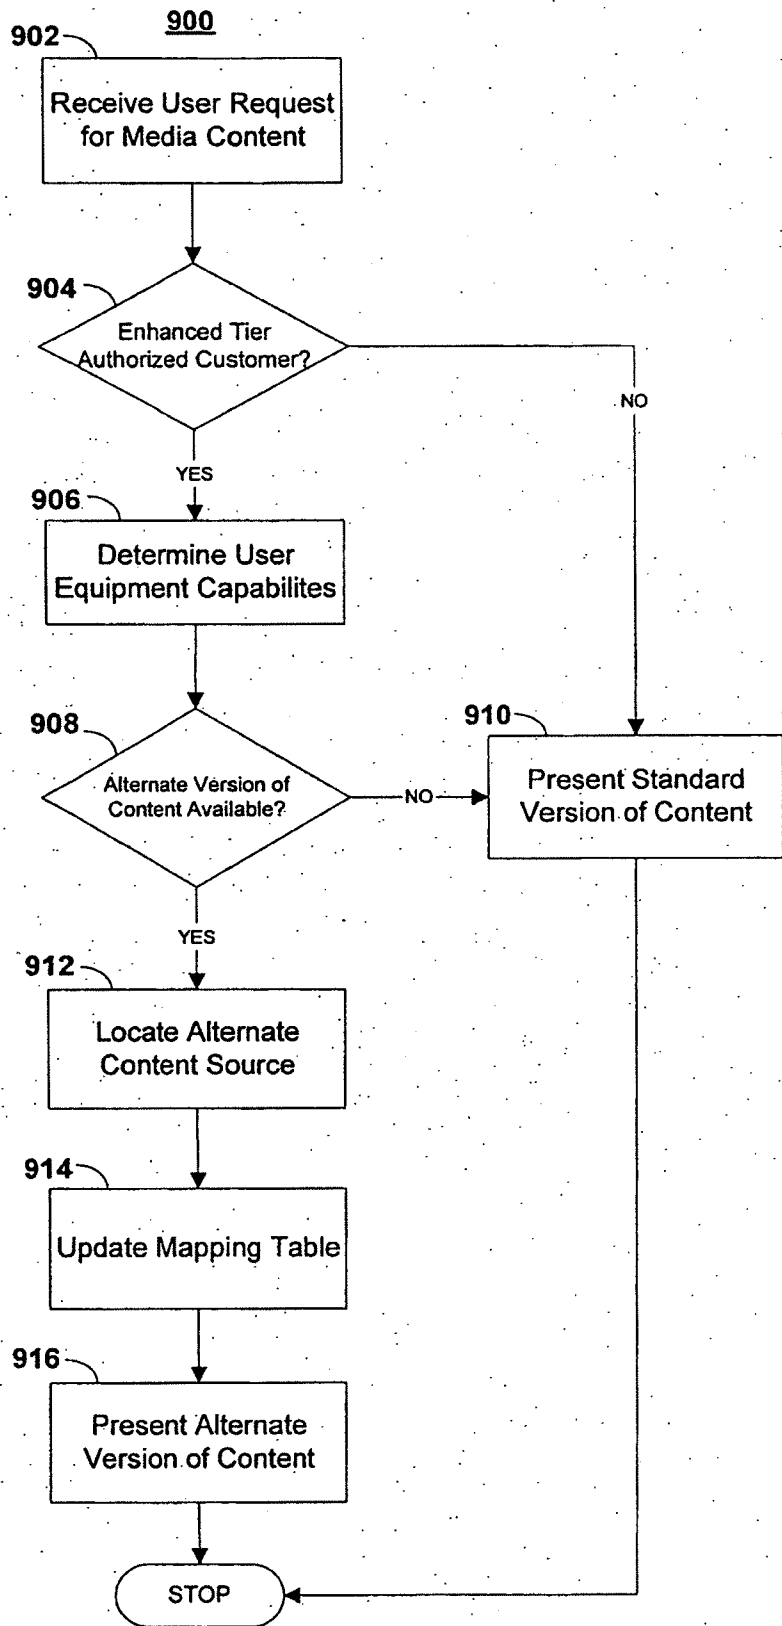 900
902
Receive User Request
for Media Content
904
Enhanced Tier
Authorized Customer?
NO
YES
906
Determine User
Equipment Capabilites
908
Alternate Version of
Content Available?
NO
910
Present Standard
Version of Content
YES
912
Locate Alternate
Content Source
914
Update Mapping Table
916
Present Alternate
Version of Content
STOP